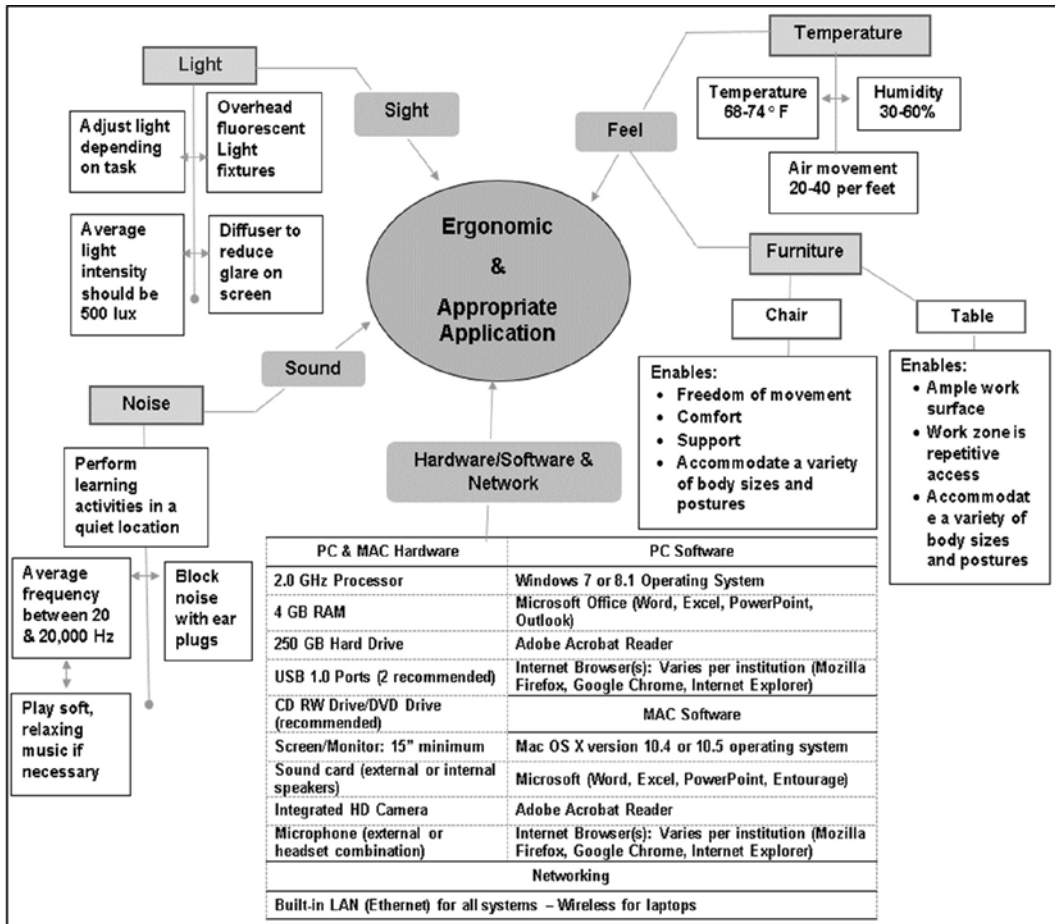 Light
Sight
Adjust light
depending
on task
Overhead
fluorescent
Light
fixtures
Average
light
intensity
should be
500 lux
Diffuser to
reduce
glare on
screen
Temperature
Feel
Temperature
68-74° F
Humidity
30-60%
Air movement
20-40 per feet
Ergonomic
&
Appropriate
Application
Furniture
Chair
Table
Enables:
• Freedom of movement
• Comfort
• Support
• Accommodate a variety
of body sizes and
postures
Enables:
• Ample work
surface
• Work zone is
repetitive
access
• Accommodat
e a variety of
body sizes
and postures
Sound
Noise
Perform
learning
activities in a
quiet location
Average
frequency
between 20
& 20,000 Hz
Block
noise
with ear
plugs
Play soft,
relaxing
music if
necessary
Hardware/Software &
Network
PC & MAC Hardware
PC Software
2.0 GHz Processor
Windows 7 or 8.1 Operating System
4 GB RAM
Microsoft Office (Word, Excel, PowerPoint,
Outlook)
250 GB Hard Drive
Adobe Acrobat Reader
USB 1.0 Ports (2 recommended)
Internet Browser(s): Varies per institution (Mozilla
Firefox, Google Chrome, Internet Explorer)
CD RW Drive/DVD Drive
(recommended)
MAC Software
Screen/Monitor: 15” minimum
Mac OS X version 10.4 or 10.5 operating system
Sound card (external or internal
speakers)
Microsoft (Word, Excel, PowerPoint, Entourage)
Integrated HD Camera
Adobe Acrobat Reader
Microphone (external or
headset combination)
Internet Browser(s): Varies per institution (Mozilla
Firefox, Google Chrome, Internet Explorer)
Networking
Built-in LAN (Ethernet) for all systems – Wireless for laptops